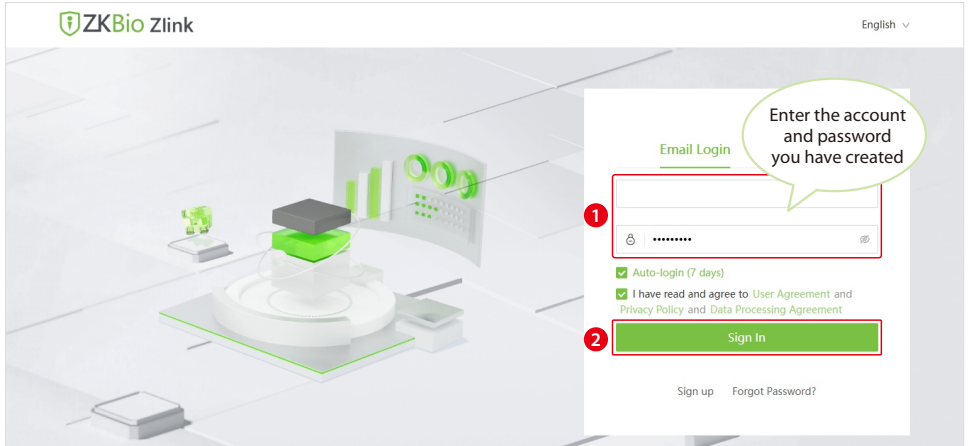 ZKBio Zlink
English
Enter the account
and password
you have created
Email Login
1
•••••••••
Auto-login (7 days)
I have read and agree to User Agreement and
Privacy Policy and Data Processing Agreement
2
Sign In
Sign up Forgot Password?